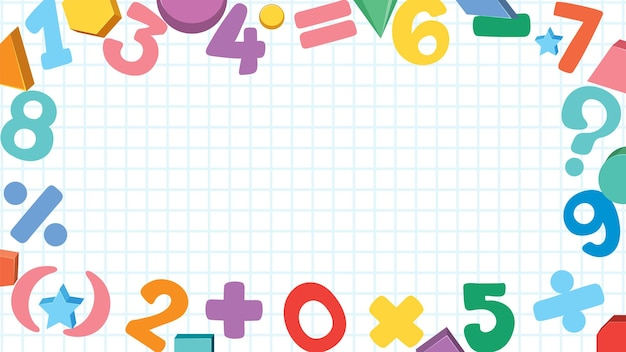 1 3 4 = 6 - 7
8 ?
% 9
( ) 2 + 0 × 5 ÷